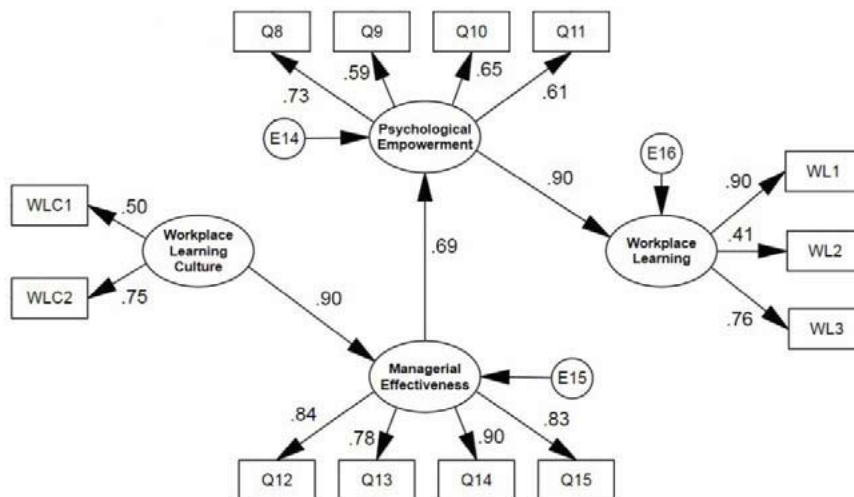 Q8
Q9
Q10
Q11
.73
.59
.65
.61
E14
Psychological
Empowerment
E16
WL1
.90
.90
WLC1
.50
Workplace
Learning
Culture
.69
Workplace
Learning
.41
WL2
WLC2
.75
.76
WL3
.90
Managerial
Effectiveness
E15
.84
.78
.90
.83
Q12
Q13
Q14
Q15